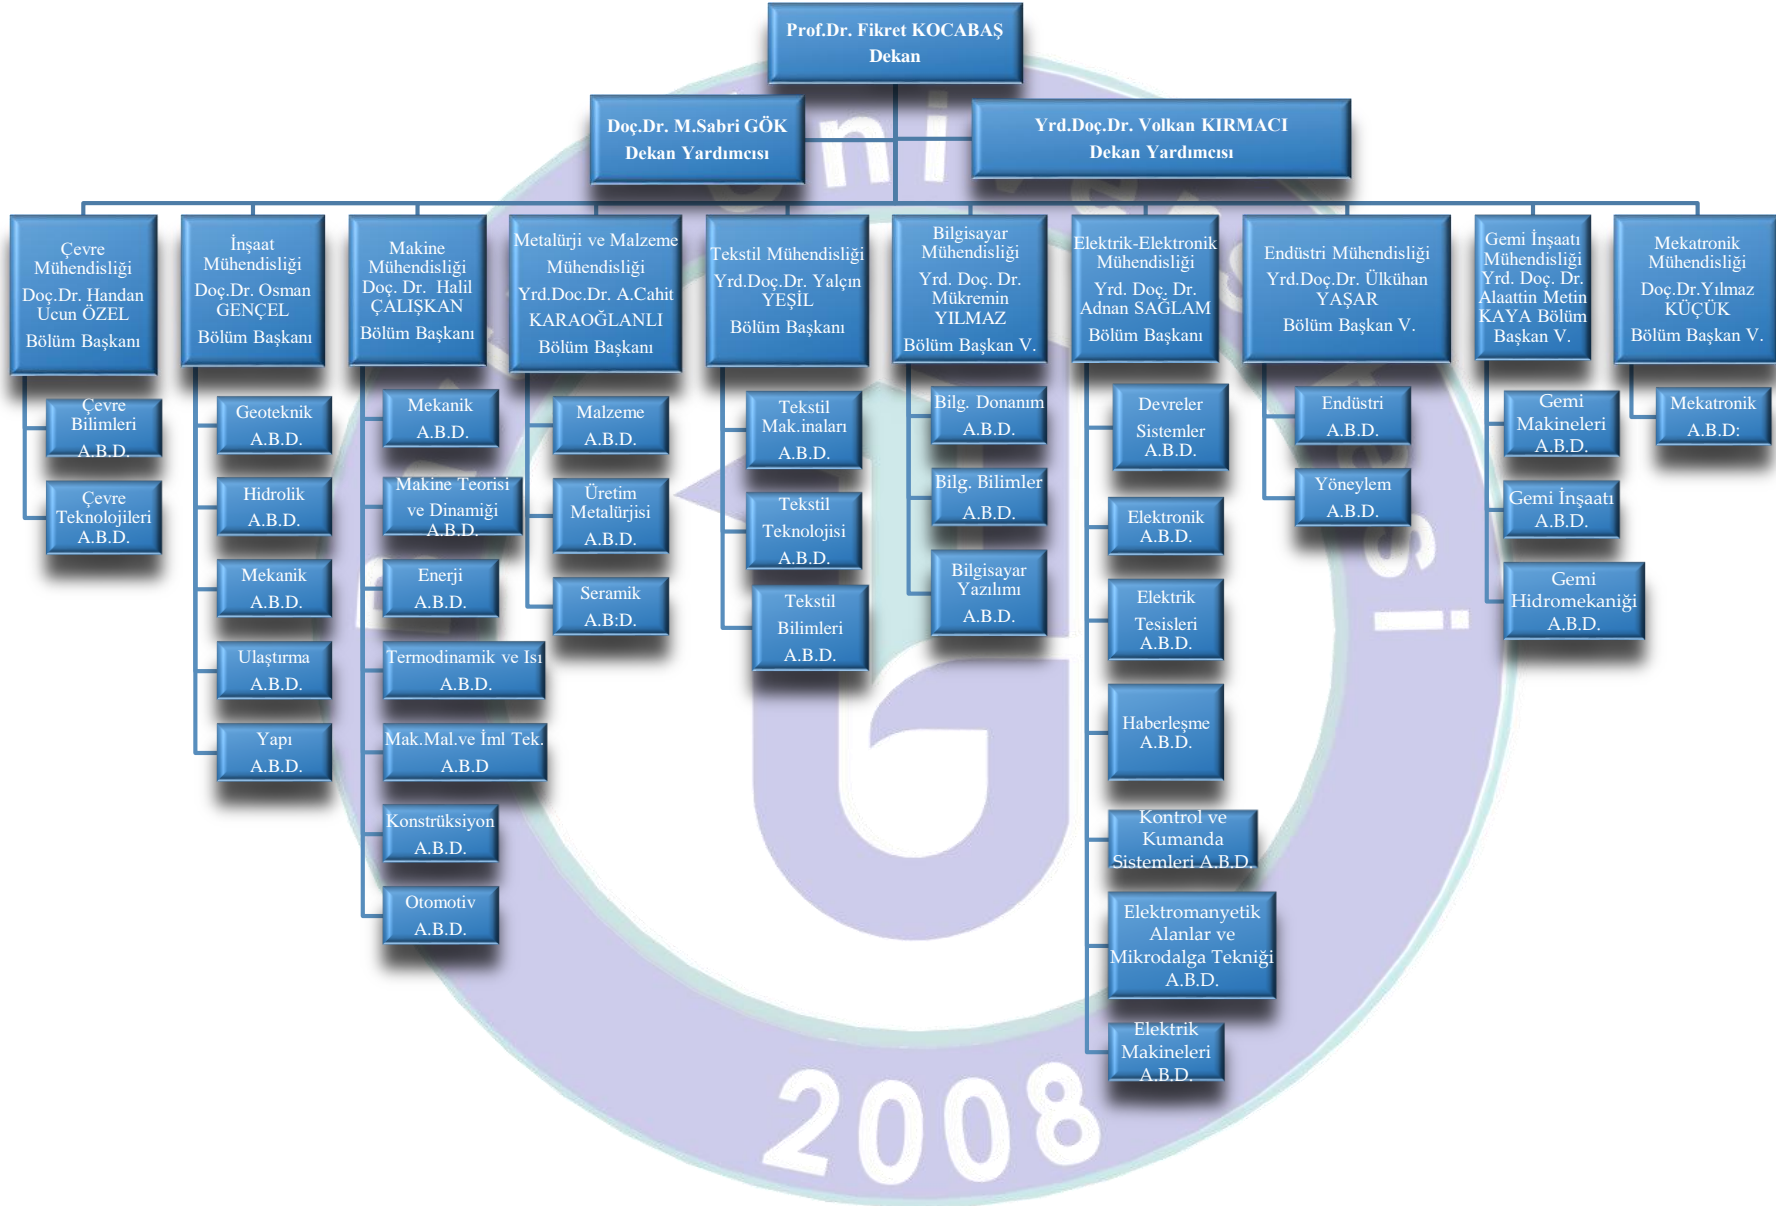 Prof.Dr. Fikret KOCABAŞ
Dekan
Doç.Dr. M.Sabri GÖK
Dekan Yardımcısı
Yrd.Doç.Dr. Volkan KIRMACI
Dekan Yardımcısı
Çevre
Mühendisliği
Doç.Dr. Handan
Ucun ÖZEL
Bölüm Başkanı
Çevre
Bilimleri
A.B.D.
Çevre
Teknolojileri
A.B.D.
İnşaat
Mühendisliği
Doç.Dr. Osman
GENÇEL
Bölüm Başkanı
Geoteknik
A.B.D.
Hidrolik
A.B.D.
Mekanik
A.B.D.
Ulaştırma
A.B.D.
Yapı
A.B.D.
Makine
Mühendisliği
Doç. Dr. Halil
ÇALIŞKAN
Bölüm Başkanı
Mekanik
A.B.D.
Makine Teorisi
ve Dinamiği
A.B.D.
Enerji
A.B.D.
Termodinamik ve Isı
A.B.D.
Mak.Mal.ve İml Tek.
A.B.D
Konstrüksiyon
A.B.D.
Otomotiv
A.B.D.
Metalürji ve Malzeme
Mühendisliği
Yrd.Doc.Dr. A.Cahit
KARAOĞLANLI
Bölüm Başkanı
Malzeme
A.B.D.
Üretim
Metalürjisi
A.B.D.
Seramik
A.B:D.
Tekstil Mühendisliği
Yrd.Doç.Dr. Yalçın
YEŞİL
Bölüm Başkanı
Tekstil
Mak.inaları
A.B.D.
Tekstil
Teknolojisi
A.B.D.
Tekstil
Bilimleri
A.B.D.
Bilgisayar
Mühendisliği
Yrd. Doç. Dr.
Mükremin
YILMAZ
Bölüm Başkan V.
Bilg. Donanım
A.B.D.
Bilg. Bilimler
A.B.D.
Bilgisayar
Yazılımı
A.B.D.
Elektrik-Elektronik
Mühendisliği
Yrd. Doç. Dr.
Adnan SAĞLAM
Bölüm Başkanı
Devreler
Sistemler
A.B.D.
Elektronik
A.B.D.
Elektrik
Tesisleri
A.B.D.
Haberleşme
A.B.D.
Kontrol ve
Kumanda
Sistemleri A.B.D.
Elektromanyetik
Alanlar ve
Mikrodalga Tekniği
A.B.D.
Elektrik
Makineleri
A.B.D.
Endüstri Mühendisliği
Yrd.Doç.Dr. Ülkühan
YAŞAR
Bölüm Başkan V.
Endüstri
A.B.D.
Yöneylem
A.B.D.
Gemi İnşaatı
Mühendisliği
Yrd. Doç. Dr.
Alaattin Metin
KAYA Bölüm
Başkan V.
Gemi
Makineleri
A.B.D.
Gemi İnşaatı
A.B.D.
Gemi
Hidromekaniği
A.B.D.
Mekatronik
Mühendisliği
Doç.Dr.Yılmaz
KÜÇÜK
Bölüm Başkan V.
Mekatronik
A.B.D:
2008